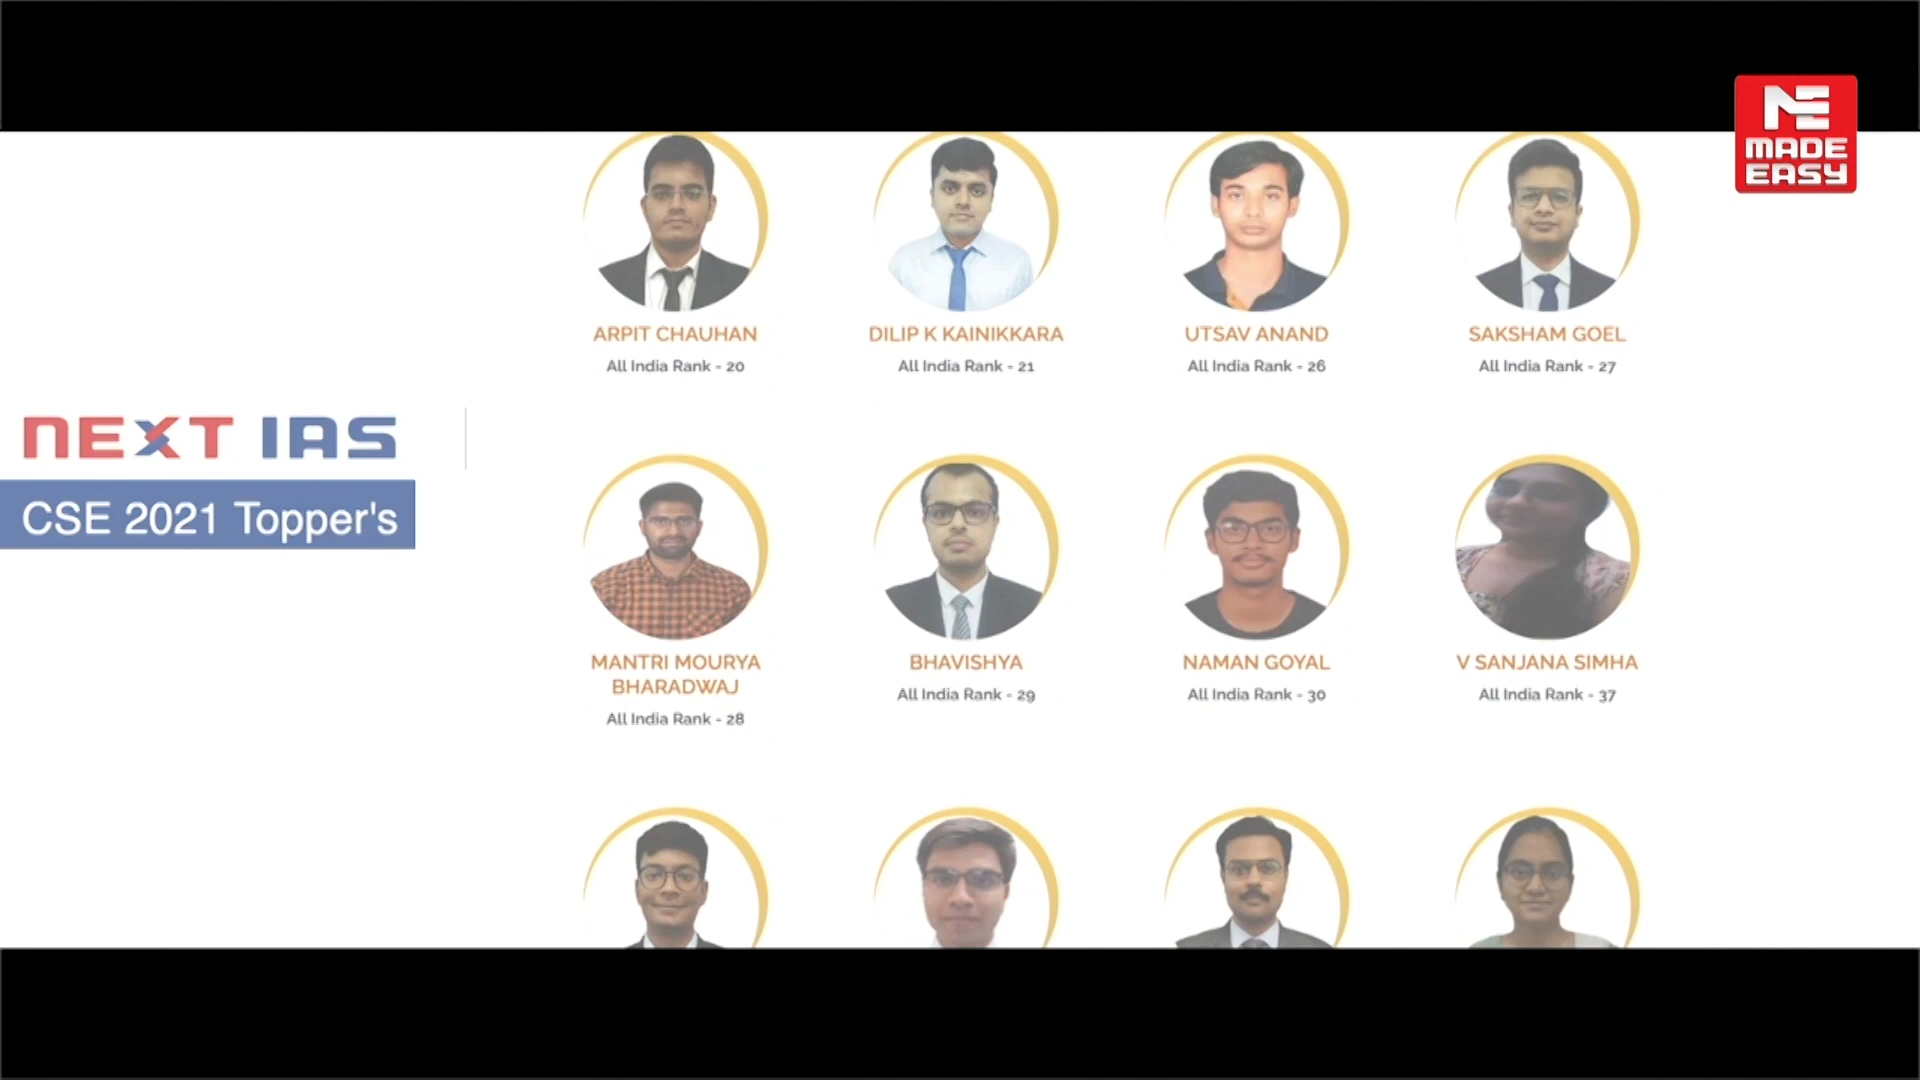 ME
MADE
EASY
ARPIT CHAUHAN
All India Rank - 20
DILIP K KAINIKKARA
All India Rank - 21
UTSAV ANAND
All India Rank - 26
SAKSHAM GOEL
All India Rank - 27
NEXT IAS
CSE 2021 Topper's
MANTRI MOURYA
BHARADWAJ
All India Rank - 28
BHAVISHYA
All India Rank - 29
NAMAN GOYAL
All India Rank - 30
V SANJANA SIMHA
All India Rank - 37